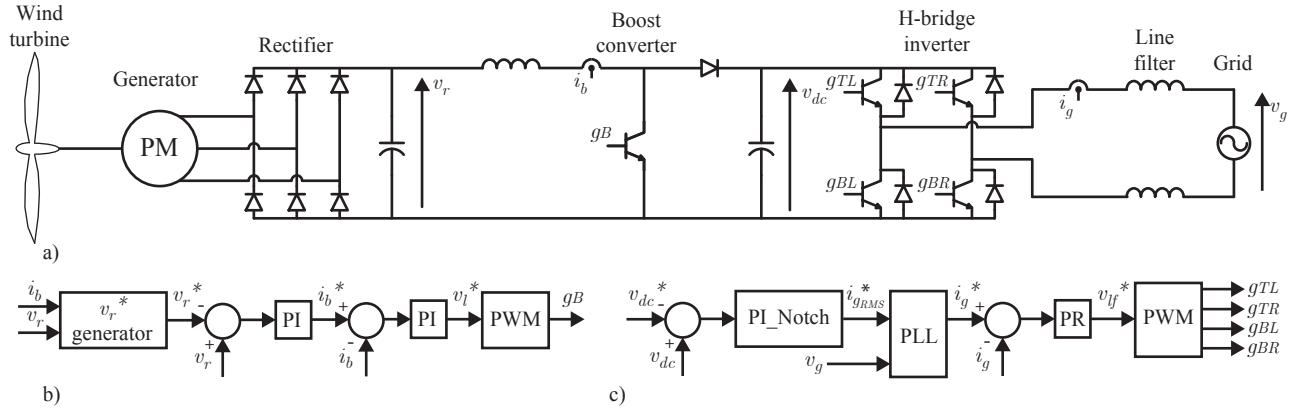 Wind
turbine
Generator
Rectifier
Boost
converter
H-bridge
inverter
Line
filter
Grid
PM
v_r
i_b
gB
v_dc
gTL
gTR
gBL
gBR
i_g
v_g
a)
i_b
v_r
v_r*
generator
v_r*
-
+
v_r
PI
i_b*
+
-
i_b
PI
v_l*
PWM
gB
b)
v_dc*
-
+
v_dc
PI_Notch
i_gRMS*
v_g
PLL
i_g*
+
-
i_g
PR
v_lf*
PWM
gTL
gTR
gBL
gBR
c)